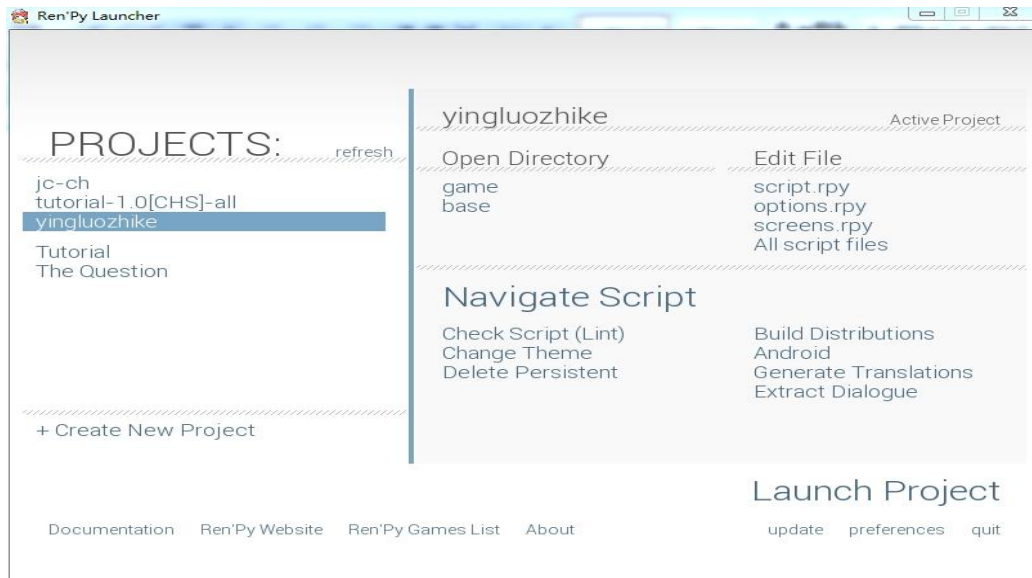 Ren'Py Launcher
PROJECTS:
refresh
jc-ch
tutorial-1.0[CHS]-all
yingluozhike
Tutorial
The Question
+ Create New Project
yingluozhike
Active Project
Open Directory
game
base
Edit File
script.rpy
options.rpy
screens.rpy
All script files
Navigate Script
Check Script (Lint)
Change Theme
Delete Persistent
Build Distributions
Android
Generate Translations
Extract Dialogue
Launch Project
Documentation Ren'Py Website Ren'Py Games List About
update preferences quit